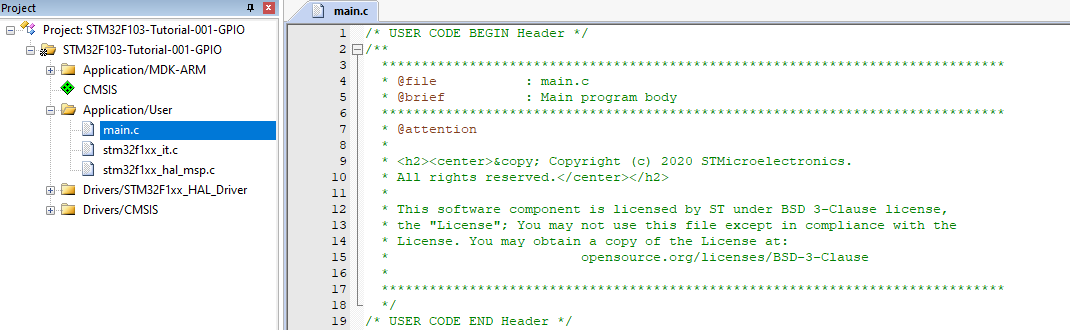 Project
Project: STM32F103-Tutorial-001-GPIO
STM32F103-Tutorial-001-GPIO
Application/MDK-ARM
CMSIS
Application/User
main.c
stm32f1xx_it.c
stm32f1xx_hal_msp.c
Drivers/STM32F1xx_HAL_Driver
Drivers/CMSIS
main.c
1 /* USER CODE BEGIN Header */
2 /**
3 ******************************************************************************
4 * @file : main.c
5 * @brief : Main program body
6 ******************************************************************************
7 * @attention
8 *
9 * <h2><center>&copy; Copyright (c) 2020 STMicroelectronics.
10 * All rights reserved.</center></h2>
11 *
12 * This software component is licensed by ST under BSD 3-Clause license,
13 * the "License"; You may not use this file except in compliance with the
14 * License. You may obtain a copy of the License at:
15 * opensource.org/licenses/BSD-3-Clause
16 *
17 ******************************************************************************
18 */
19 /* USER CODE END Header */